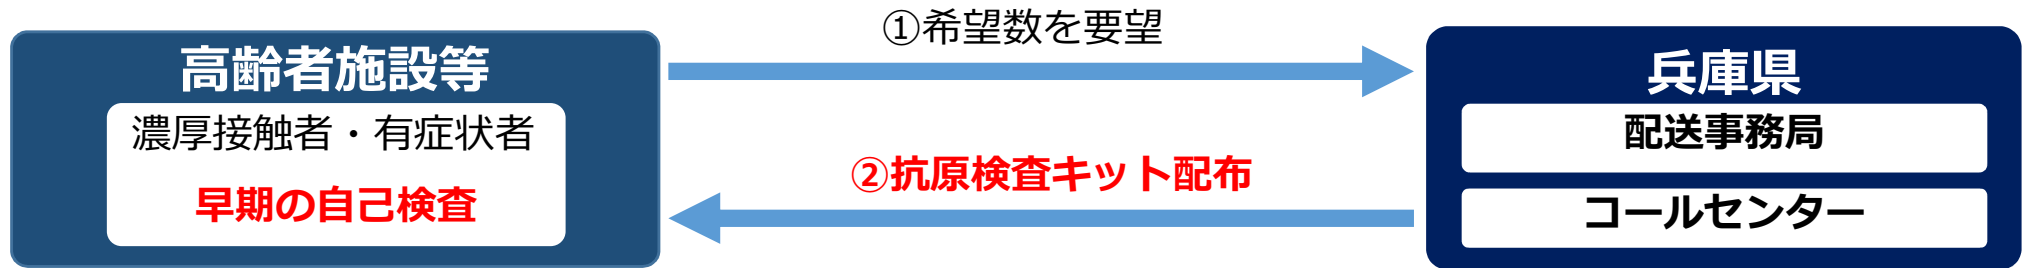 高齢者施設等
濃厚接触者・有症状者
早期の自己検査
①希望数を要望
②抗原検査キット配布
兵庫県
配送事務局
コールセンター